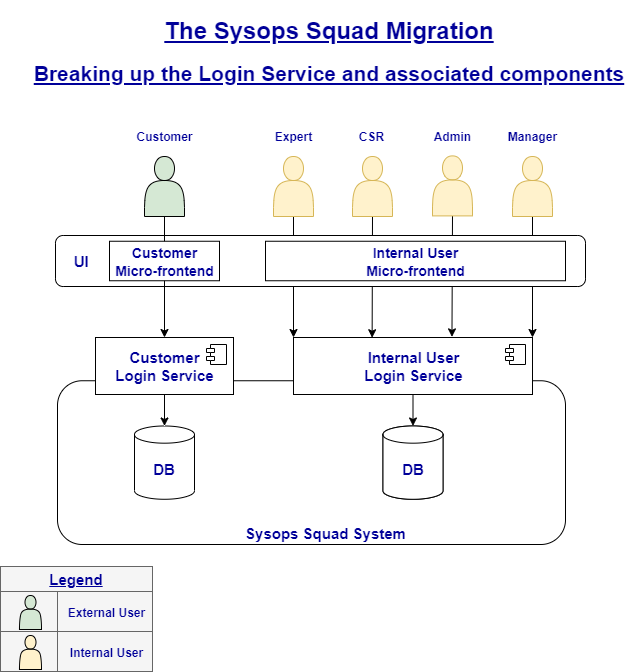 The Sysops Squad Migration
Breaking up the Login Service and associated components
Customer
Expert
CSR
Admin
Manager
UI
Customer
Micro-frontend
Internal User
Micro-frontend
Customer
Login Service
Internal User
Login Service
DB
DB
Sysops Squad System
Legend
External User
Internal User